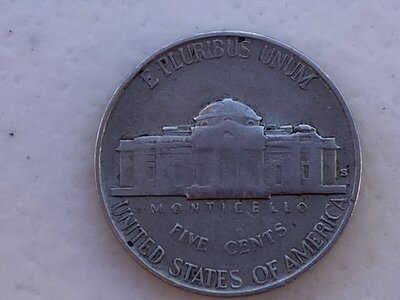 E PLURIBUS UNUM
S
MONTICELLO
FIVE CENTS
UNITED STATES OF AMERICA